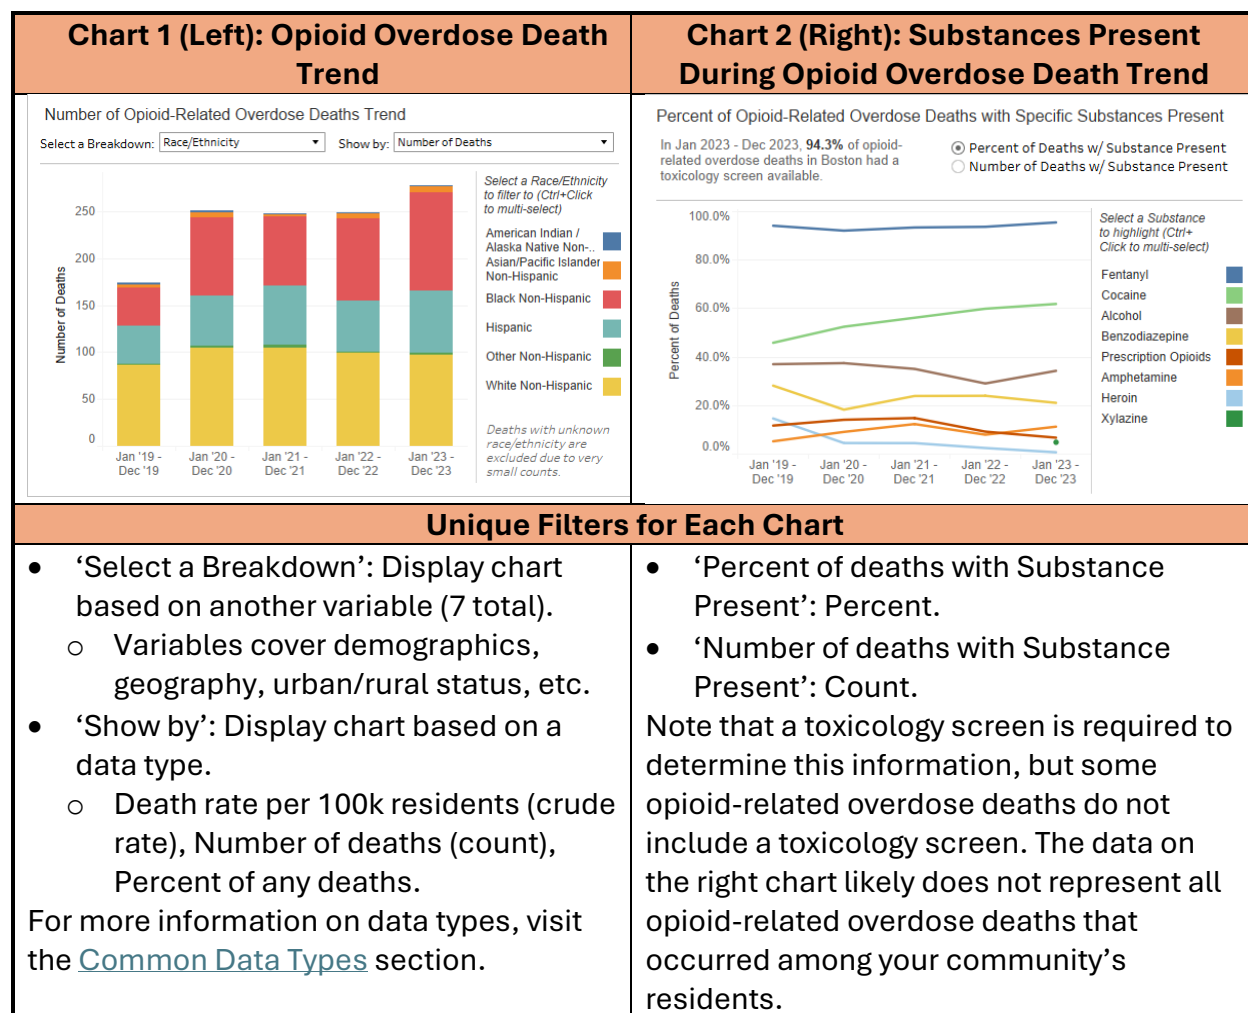 Chart 1 (Left): Opioid Overdose Death
Trend
Chart 2 (Right): Substances Present
During Opioid Overdose Death Trend
Number of Opioid-Related Overdose Deaths Trend
Select a Breakdown: Race/Ethnicity
Show by: Number of Deaths
Select a Race/Ethnicity
to filter to (Ctrl+Click
to multi-select)
American Indian /
Alaska Native Non-..
Asian/Pacific Islander
Non-Hispanic
Black Non-Hispanic
Hispanic
Other Non-Hispanic
White Non-Hispanic
Deaths with unknown
race/ethnicity are
excluded due to very
small counts.
Number of Deaths
250
200
150
100
50
0
Jan '19 -
Dec '19
Jan '20 -
Dec '20
Jan '21 -
Dec '21
Jan '22 -
Dec '22
Jan '23 -
Dec '23
Percent of Opioid-Related Overdose Deaths with Specific Substances Present
In Jan 2023 - Dec 2023, 94.3% of opioid-
related overdose deaths in Boston had a
toxicology screen available.
Percent of Deaths w/ Substance Present
Number of Deaths w/ Substance Present
Percent of Deaths
100.0%
80.0%
60.0%
40.0%
20.0%
0.0%
Jan '19 -
Dec '19
Jan '20 -
Dec '20
Jan '21 -
Dec '21
Jan '22 -
Dec '22
Jan '23 -
Dec '23
Select a Substance
to highlight (Ctrl+
Click to multi-select)
Fentanyl
Cocaine
Alcohol
Benzodiazepine
Prescription Opioids
Amphetamine
Heroin
Xylazine
Unique Filters for Each Chart
• ‘Select a Breakdown’: Display chart
based on another variable (7 total).
o Variables cover demographics,
geography, urban/rural status, etc.
• ‘Show by’: Display chart based on a
data type.
o Death rate per 100k residents (crude
rate), Number of deaths (count),
Percent of any deaths.
For more information on data types, visit
the Common Data Types section.
• ‘Percent of deaths with Substance
Present’: Percent.
• ‘Number of deaths with Substance
Present’: Count.
Note that a toxicology screen is required to
determine this information, but some
opioid-related overdose deaths do not
include a toxicology screen. The data on
the right chart likely does not represent all
opioid-related overdose deaths that
occurred among your community’s
residents.